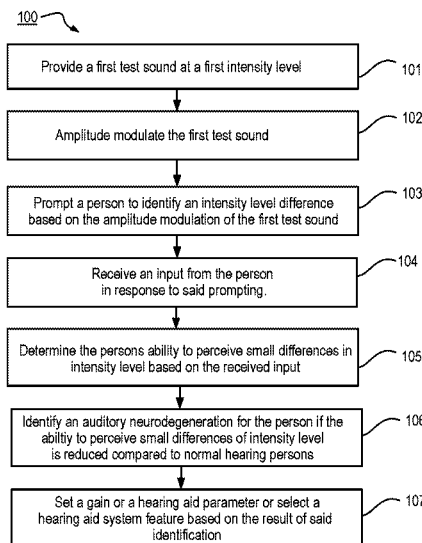 100
Provide a first test sound at a first intensity level
101
Amplitude modulate the first test sound
102
Prompt a person to identify an intensity level difference
based on the amplitude modulation of the first test sound
103
Receive an input from the person
in response to said prompting.
104
Determine the persons ability to perceive small differences in
intensity level based on the received input
105
Identify an auditory neurodegeneration for the person if the
abiltiy to perceive small differences of intensity level
is reduced compared to normal hearing persons
106
Set a gain or a hearing aid parameter or select a
hearing aid system feature based on the result of said
identification
107